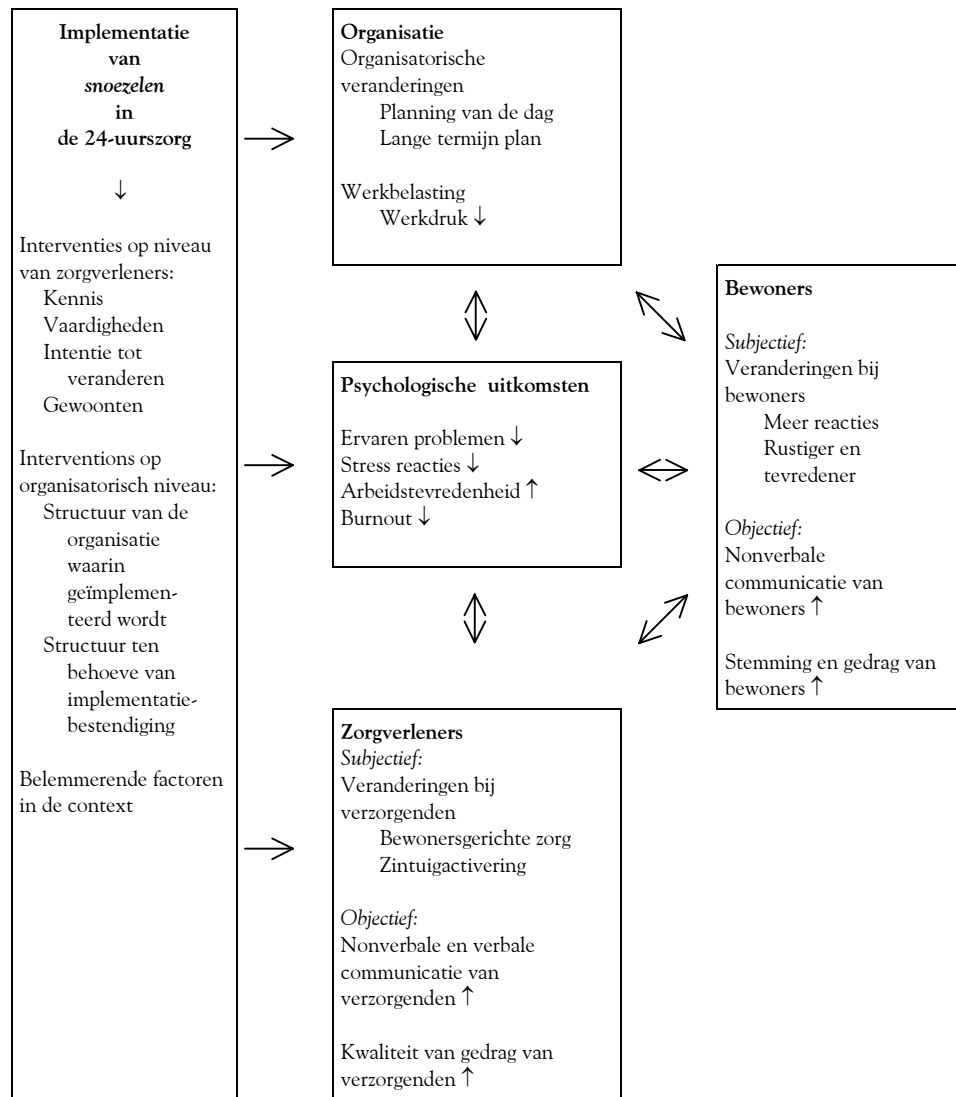 Implementatie
van
snoezelen
in
de 24-uurszorg
↓
Interventies op niveau
van zorgverleners:
Kennis
Vaardigheden
Intentie tot
veranderen
Gewoonten
Interventions op
organisatorisch niveau:
Structuur van de
organisatie
waarin
geïmplemen-
teerd wordt
Structuur ten
behoeve van
implementatie-
bestendiging
Belemmerende factoren
in de context
Organisatie
Organisatorische
veranderingen
Planning van de dag
Lange termijn plan
Werkbelasting
Werkdruk ↓
Psychologische uitkomsten
Ervaren problemen ↓
Stress reacties ↓
Arbeidstevredenheid ↑
Burnout ↓
Zorgverleners
Subjectief:
Veranderingen bij
verzorgenden
Bewonersgerichte zorg
Zintuigactivering
Objectief:
Nonverbale en verbale
communicatie van
verzorgenden ↑
Kwaliteit van gedrag van
verzorgenden ↑
Bewoners
Subjectief:
Veranderingen bij
bewoners
Meer reacties
Rustiger en
tevredener
Objectief:
Nonverbale
communicatie van
bewoners ↑
Stemming en gedrag van
bewoners ↑